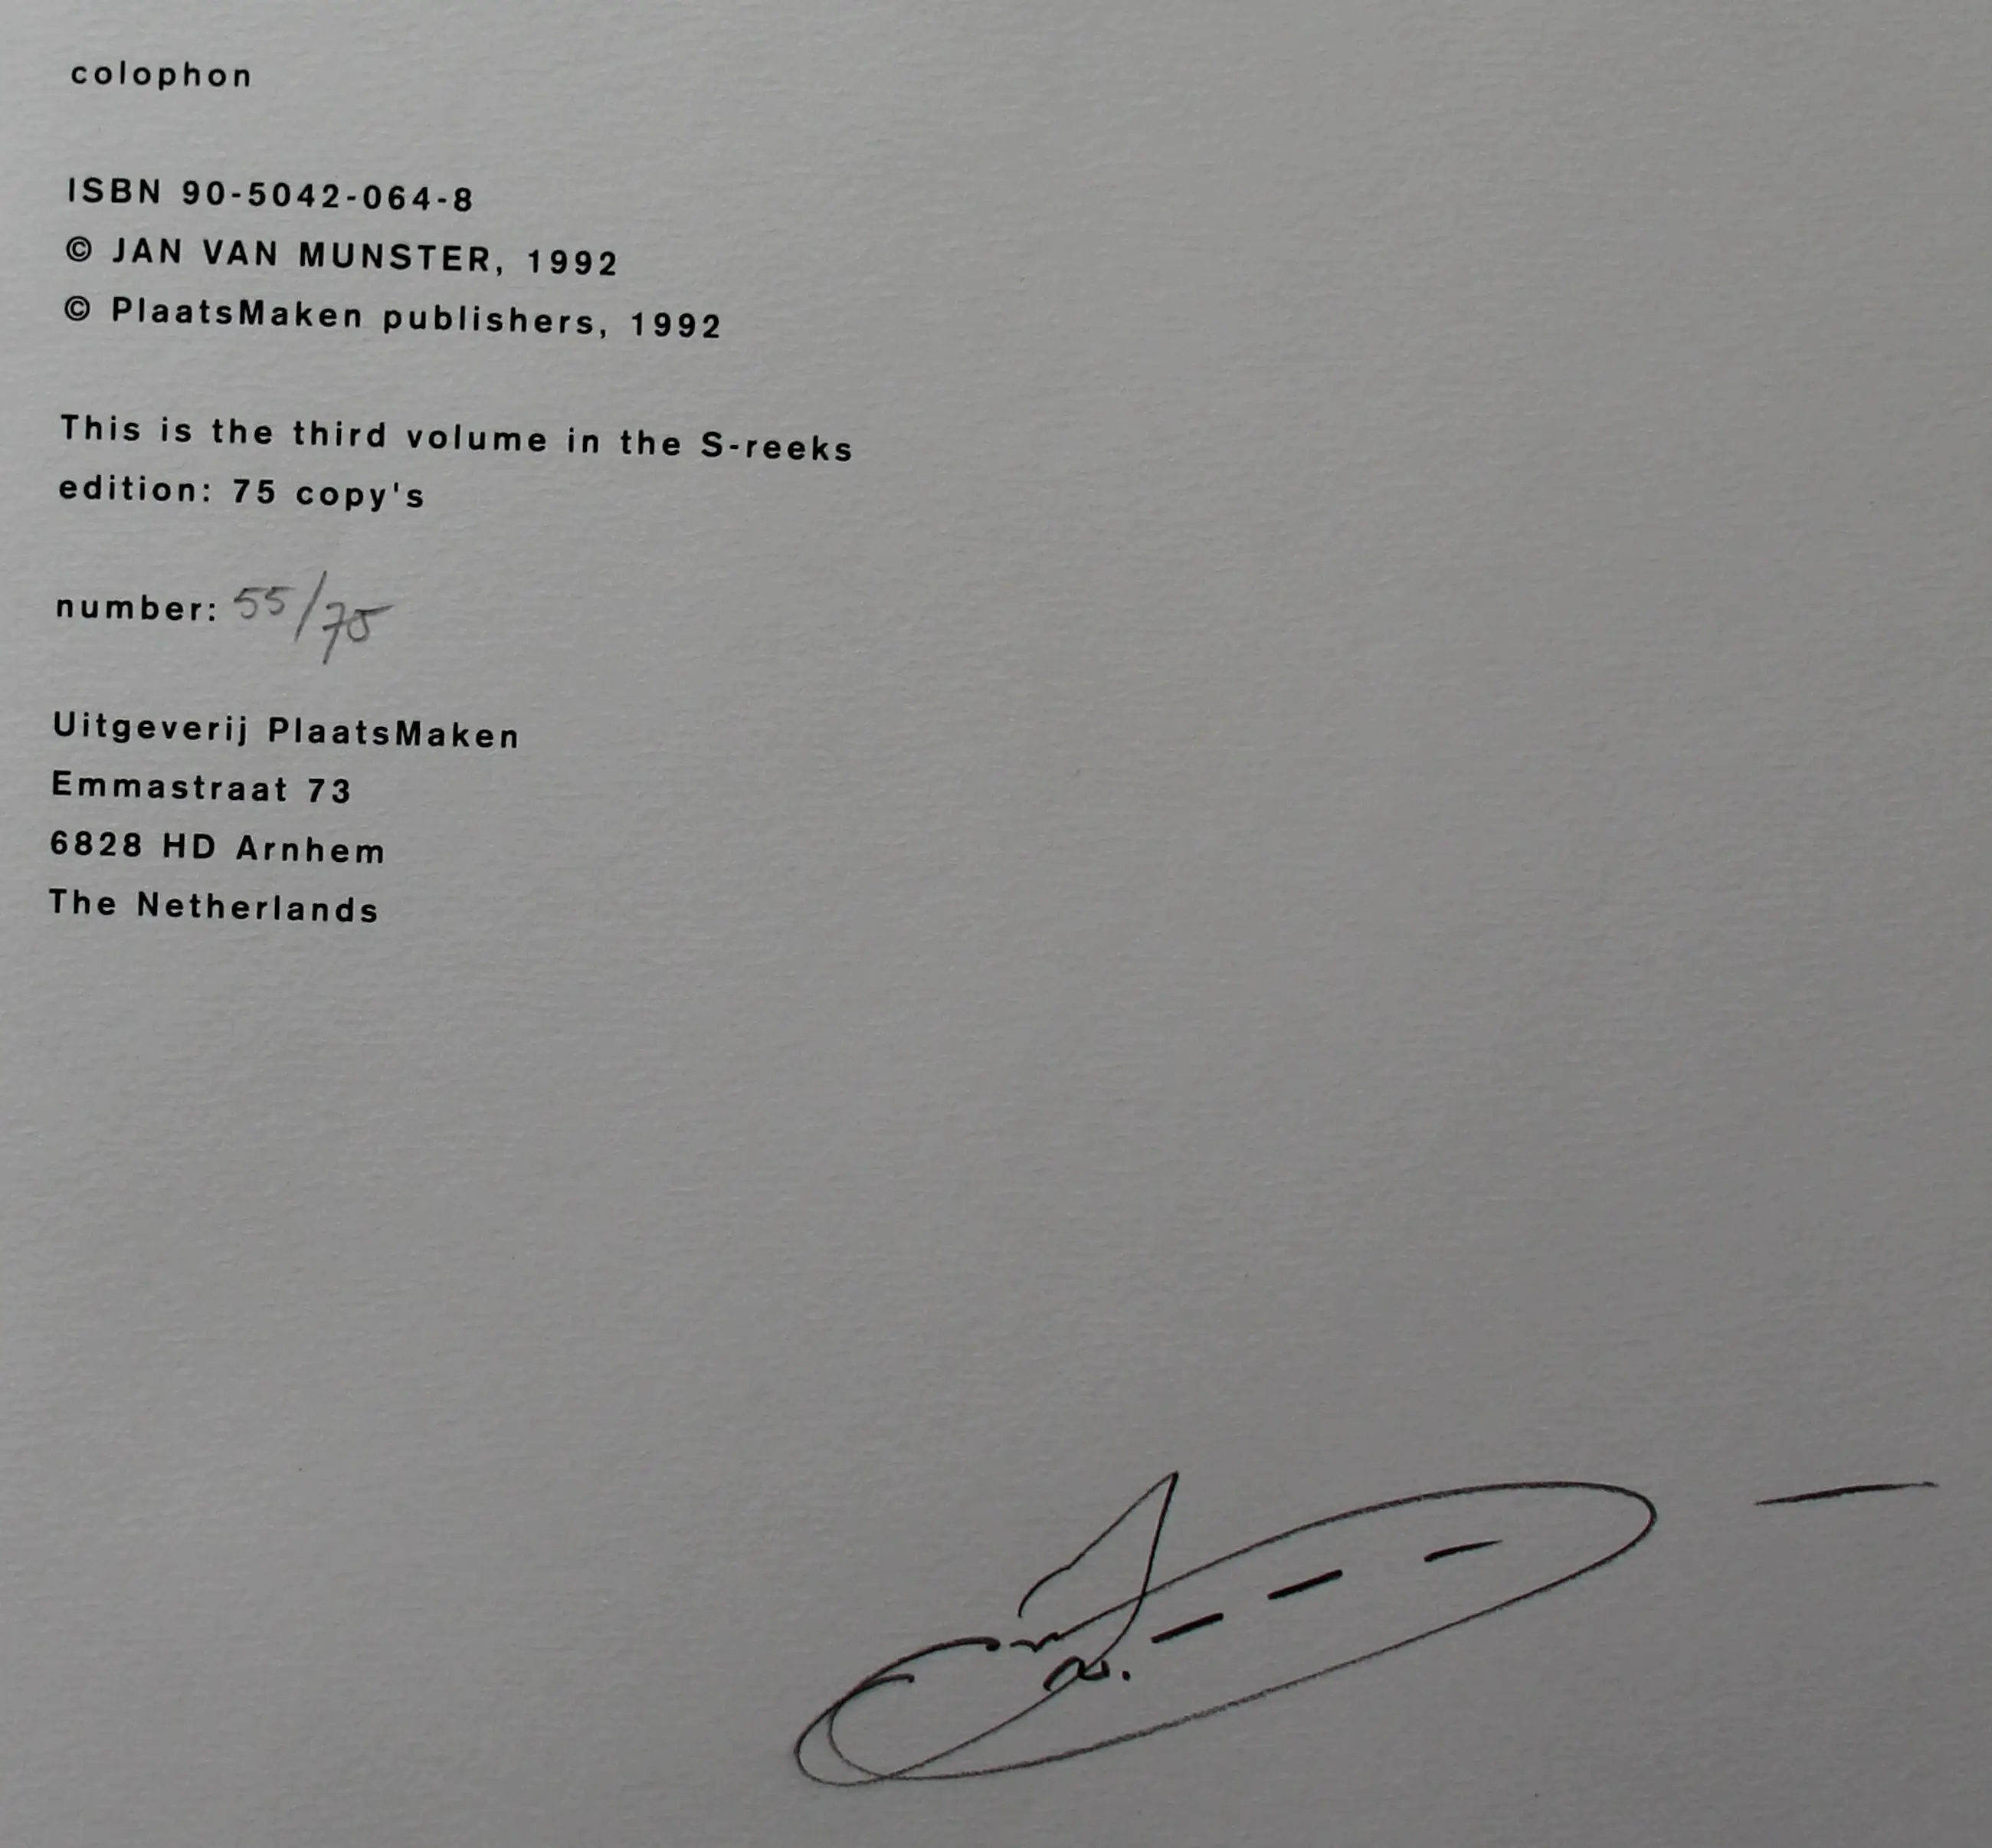 colophon
ISBN 90-5042-064-8
© JAN VAN MUNSTER, 1992
© PlaatsMaken publishers, 1992
This is the third volume in the S-reeks
edition: 75 copy's
number: 55/75
Uitgeverij PlaatsMaken
Emmastraat 73
6828 HD Arnhem
The Netherlands